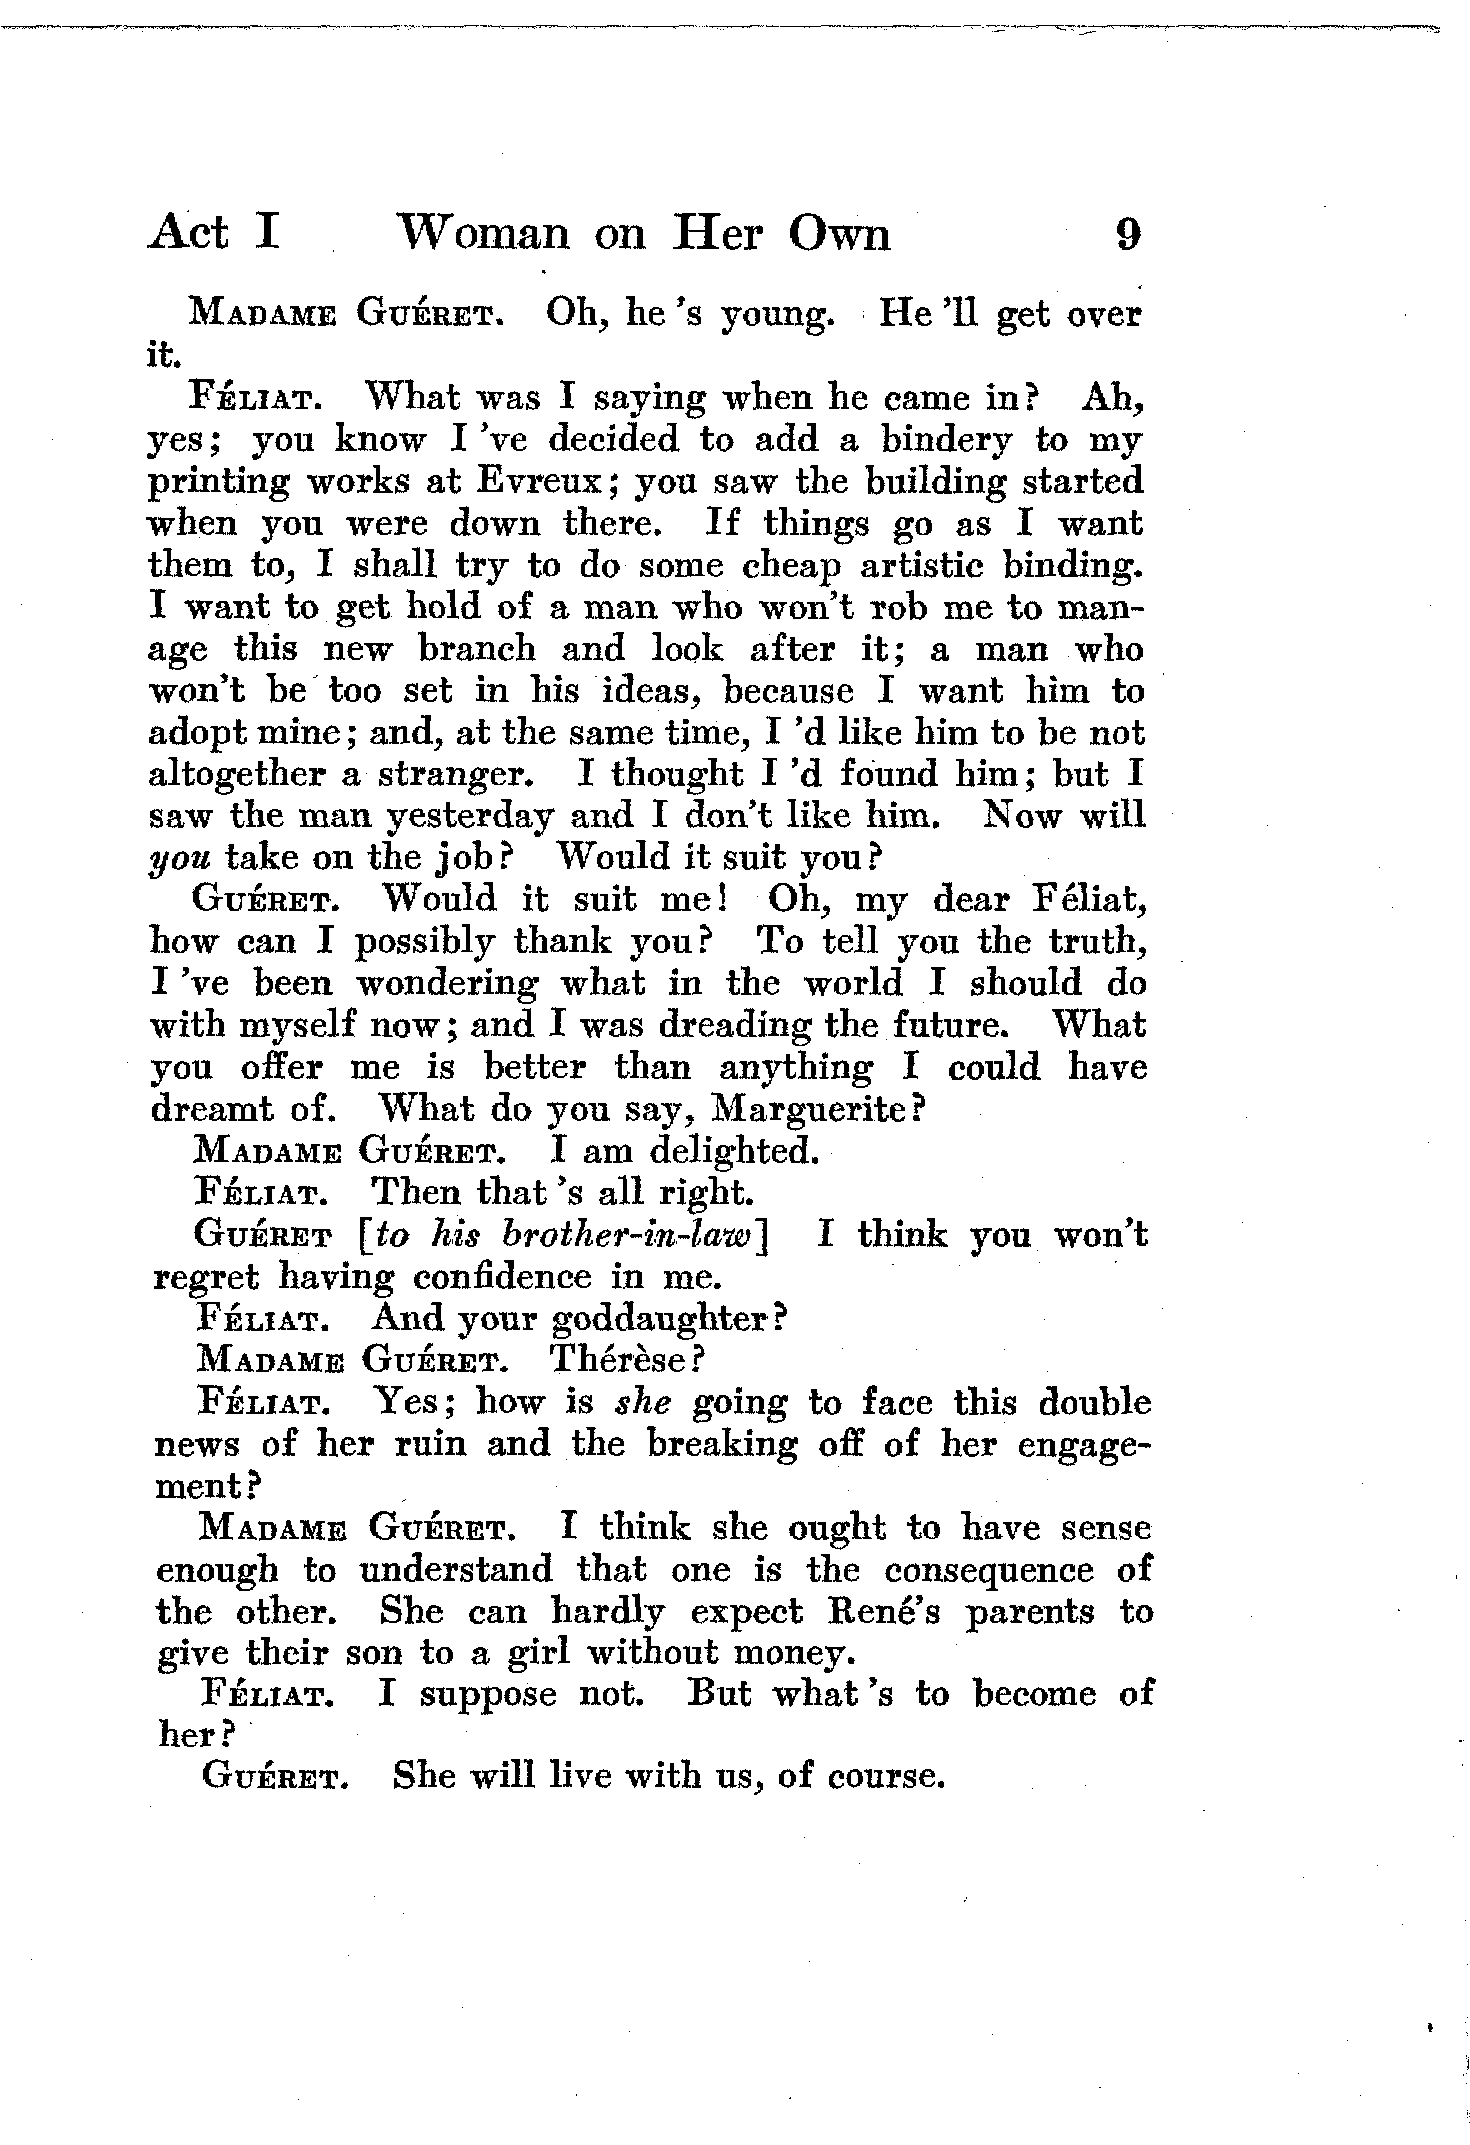 Act I Woman on Her Own 9
MADAME GUÉRET. Oh, he 's young. He 'll get over
it.
FÉLIAT. What was I saying when he came in? Ah,
yes; you know I 've decided to add a bindery to my
printing works at Evreux; you saw the building started
when you were down there. If things go as I want
them to, I shall try to do some cheap artistic binding.
I want to get hold of a man who won't rob me to man-
age this new branch and look after it; a man who
won't be too set in his ideas, because I want him to
adopt mine; and, at the same time, I 'd like him to be not
altogether a stranger. I thought I 'd found him; but I
saw the man yesterday and I don't like him. Now will
you take on the job? Would it suit you?
GUÉRET. Would it suit me! Oh, my dear Féliat,
how can I possibly thank you? To tell you the truth,
I 've been wondering what in the world I should do
with myself now; and I was dreading the future. What
you offer me is better than anything I could have
dreamt of. What do you say, Marguerite?
MADAME GUÉRET. I am delighted.
FÉLIAT. Then that 's all right.
GUÉRET [to his brother-in-law] I think you won't
regret having confidence in me.
FÉLIAT. And your goddaughter?
MADAME GUÉRET. Thérèse?
FÉLIAT. Yes; how is she going to face this double
news of her ruin and the breaking off of her engage-
ment?
MADAME GUÉRET. I think she ought to have sense
enough to understand that one is the consequence of
the other. She can hardly expect René's parents to
give their son to a girl without money.
FÉLIAT. I suppose not. But what 's to become of
her?
GUÉRET. She will live with us, of course.